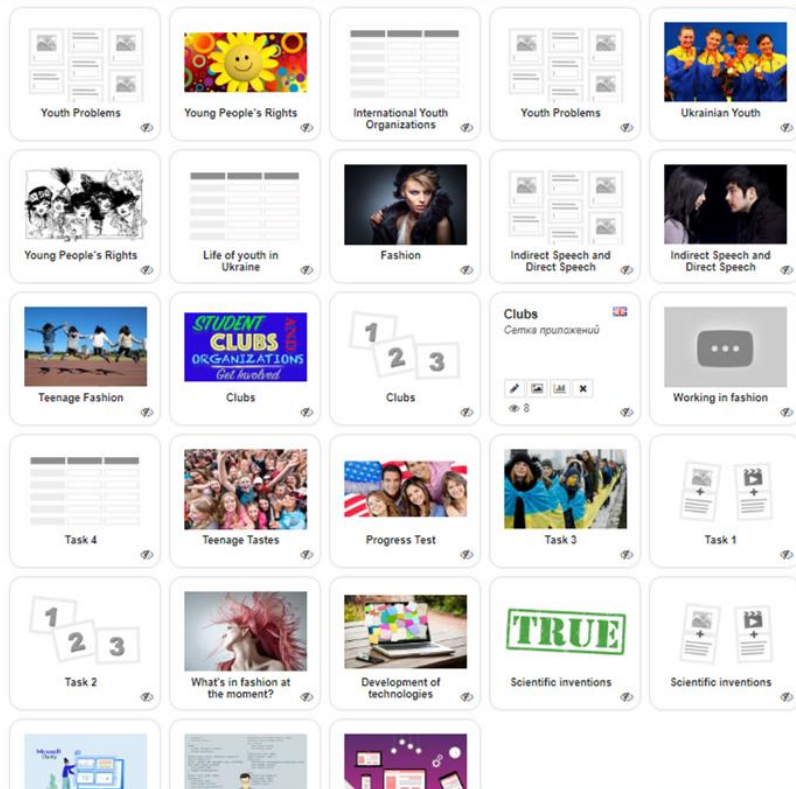 Youth Problems
Young People's Rights
International Youth
Organizations
Youth Problems
Ukrainian Youth
Young People's Rights
Life of youth in
Ukraine
Fashion
Indirect Speech and
Direct Speech
Indirect Speech and
Direct Speech
Teenage Fashion
STUDENT
CLUBS
AND
ORGANIZATIONS
Get Involved
Clubs
1
2
3
Clubs
Clubs
Сетка приложений
8
Working in fashion
Task 4
Teenage Tastes
Progress Test
Task 3
Task 1
1
2
3
Task 2
What's in fashion at
the moment?
Development of
technologies
TRUE
Scientific inventions
Scientific inventions
Microsoft
Clarity